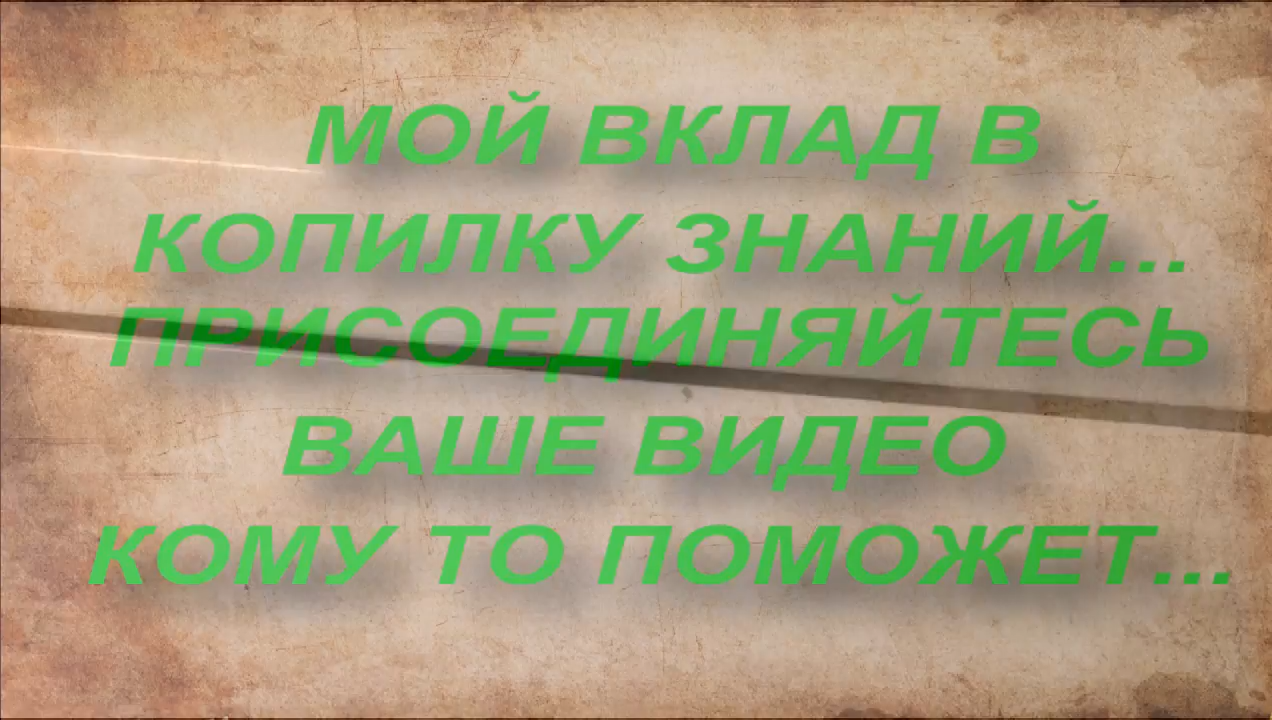 МОЙ ВКЛАД В
КОПИЛКУ ЗНАНИЙ...
ПРИСОЕДИНЯЙТЕСЬ
ВАШЕ ВИДЕО
КОМУ ТО ПОМОЖЕТ...